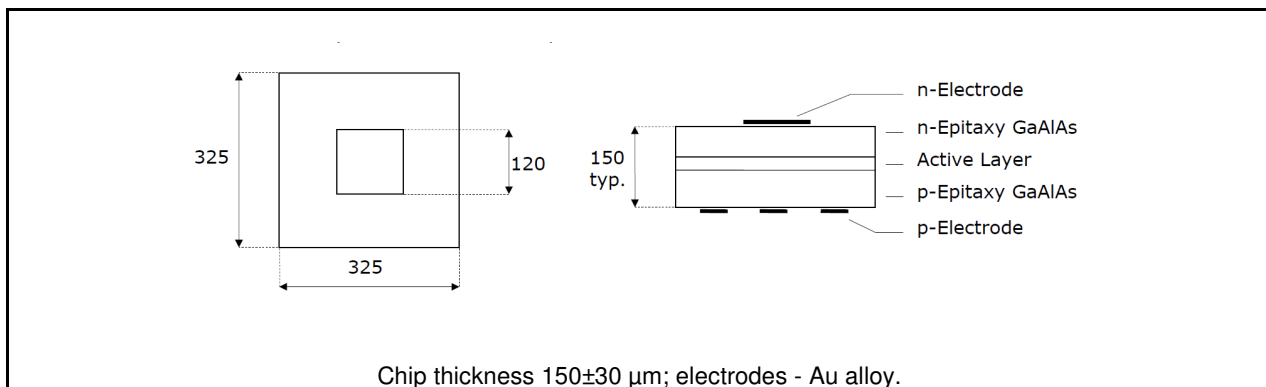 n-Electrode
n-Epitaxy GaAlAs
325
120
150
typ.
Active Layer
p-Epitaxy GaAlAs
p-Electrode
325
Chip thickness 150±30 µm; electrodes - Au alloy.